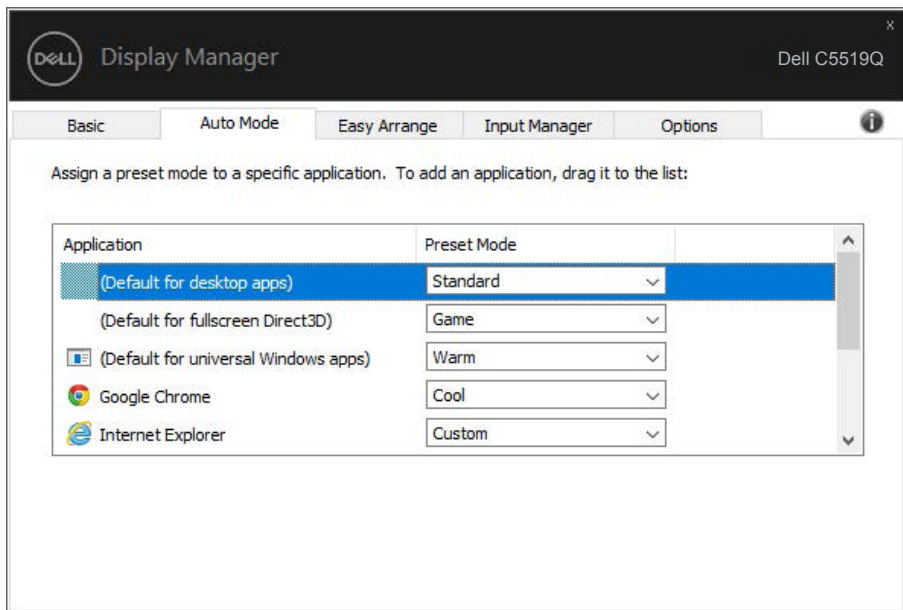 x
DELL Display Manager Dell C5519Q
Basic Auto Mode Easy Arrange Input Manager Options i
Assign a preset mode to a specific application. To add an application, drag it to the list:
Application Preset Mode
(Default for desktop apps) Standard
(Default for fullscreen Direct3D) Game
(Default for universal Windows apps) Warm
Google Chrome Cool
Internet Explorer Custom